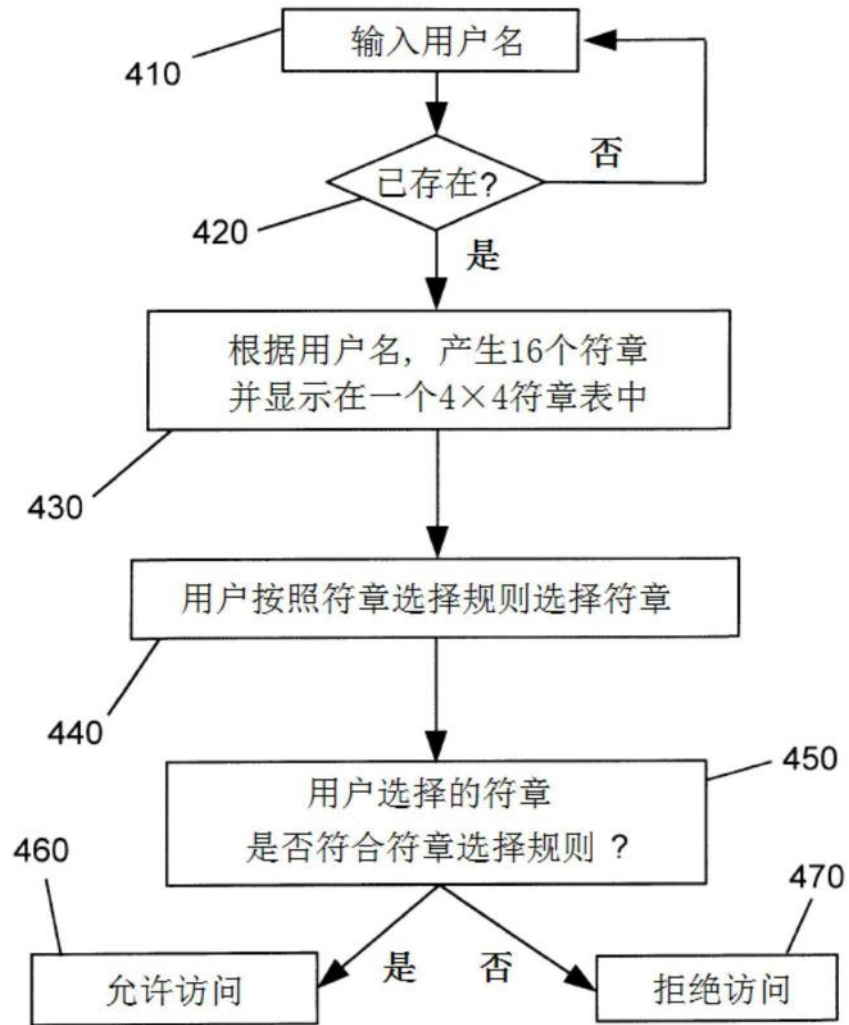 输入用户名
410
否
已存在?
420
是
根据用户名, 产生16个符章
并显示在一个4×4符章表中
430
用户按照符章选择规则选择符章
440
450
用户选择的符章
是否符合符章选择规则 ?
460
470
是 否
允许访问
拒绝访问